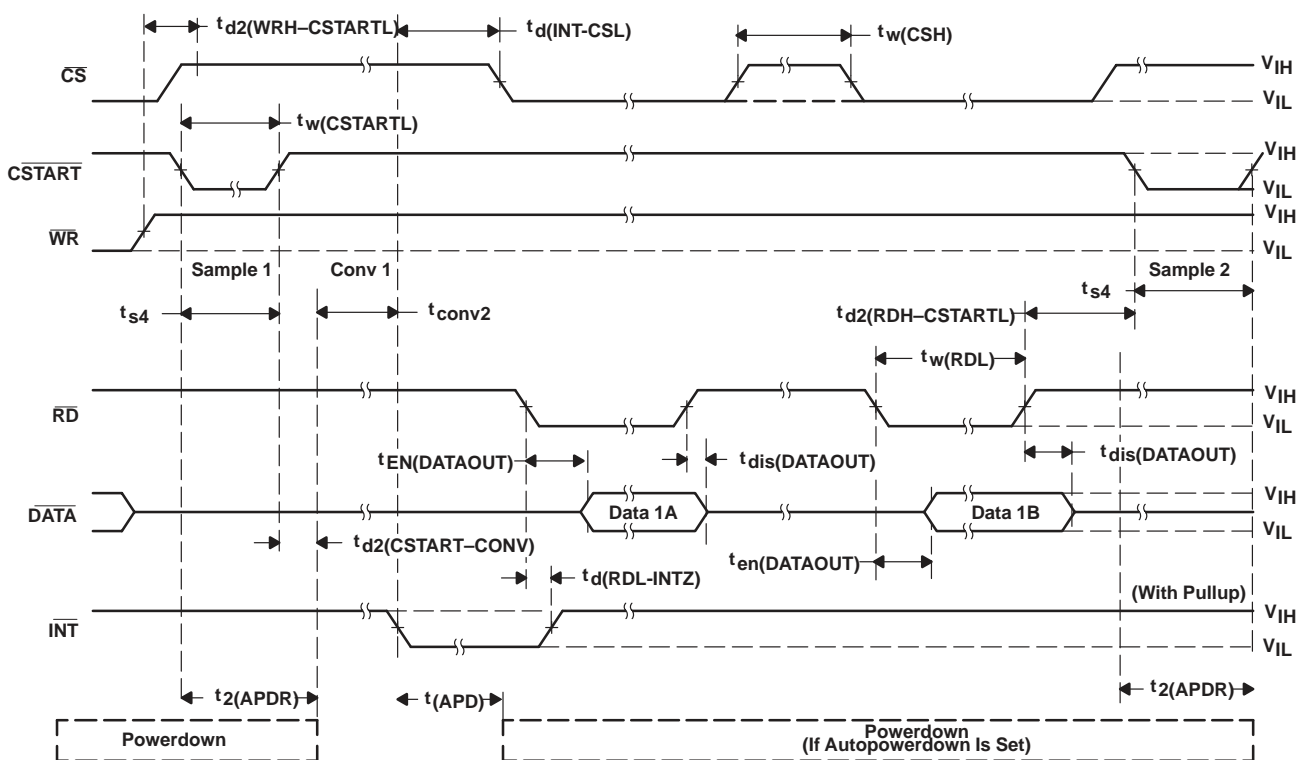 td2(WRH–CSTARTL)
td(INT-CSL)
tw(CSH)
CS
VIH
VIL
tw(CSTARTL)
CSTART
VIH
VIL
WR
VIH
VIL
Sample 1
Conv 1
Sample 2
ts4
tconv2
td2(RDH–CSTARTL)
ts4
tw(RDL)
RD
VIH
VIL
tEN(DATAOUT)
tdis(DATAOUT)
tdis(DATAOUT)
DATA
Data 1A
Data 1B
VIH
VIL
td2(CSTART–CONV)
ten(DATAOUT)
td(RDL-INTZ)
(With Pullup)
INT
VIH
VIL
t2(APDR)
t(APD)
t2(APDR)
Powerdown
Powerdown
(If Autopowerdown Is Set)